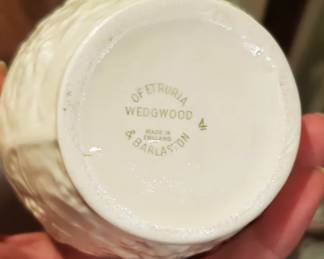 OF ETRURIA
WEDGWOOD
MADE IN
ENGLAND
& BARLASTON